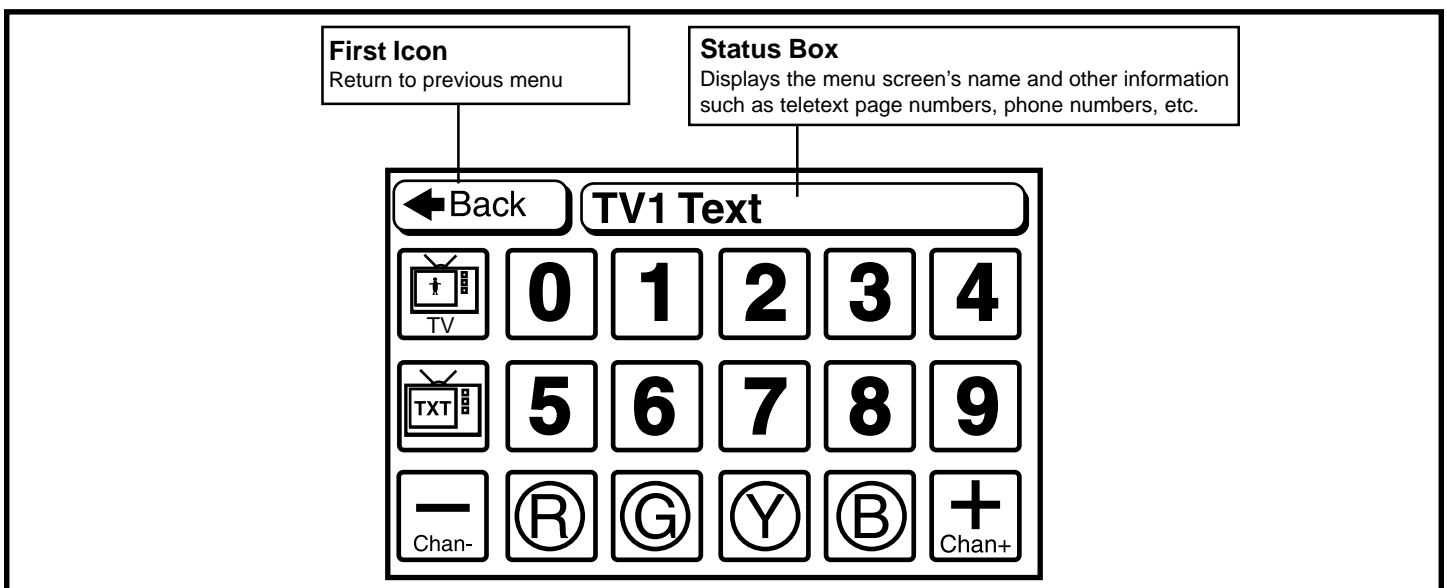 First Icon
Return to previous menu
Status Box
Displays the menu screen's name and other information
such as teletext page numbers, phone numbers, etc.
Back
TV1 Text
TV
0 1 2 3 4
TXT
5 6 7 8 9
Chan-
R G Y B
Chan+